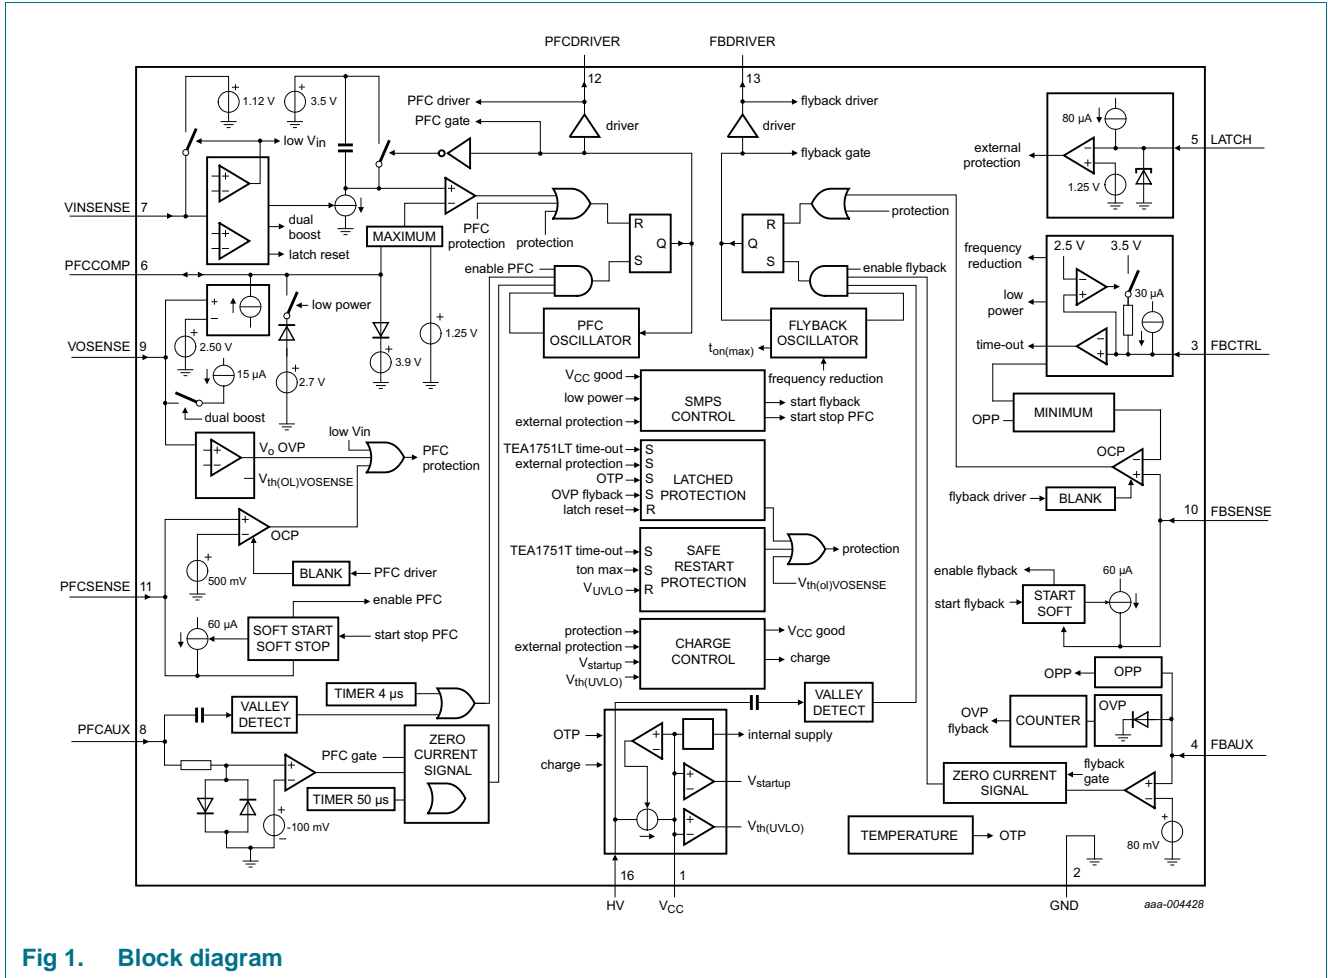 PFCDRIVER
FBDRIVER
12
13
1.12 V
3.5 V
PFC driver
PFC gate
driver
flyback driver
driver
flyback gate
low Vin
80 μA
external
protection
1.25 V
5
LATCH
VINSENSE
7
dual
boost
latch reset
MAXIMUM
PFC
protection
protection
R
Q
S
R
Q
S
protection
enable PFC
enable flyback
PFCCOMP
6
low power
2.50 V
2.7 V
3.9 V
1.25 V
PFC
OSCILLATOR
FLYBACK
OSCILLATOR
ton(max)
frequency reduction
frequency
reduction
low
power
time-out
2.5 V
3.5 V
30 μA
3
FBCTRL
VOSENSE
9
15 μA
dual boost
VCC good
low power
external protection
SMPS
CONTROL
start flyback
start stop PFC
OPP
MINIMUM
low Vin
Vo OVP
Vth(OL)VOSENSE
PFC
protection
TEA1751LT time-out
external protection
OTP
OVP flyback
latch reset
S
S
S
S
R
LATCHED
PROTECTION
OCP
flyback driver
BLANK
10
FBSENSE
OCP
500 mV
BLANK
PFC driver
PFCSENSE
11
enable PFC
60 μA
SOFT START
SOFT STOP
start stop PFC
TEA1751T time-out
ton max
VUVLO
S
S
R
SAFE
RESTART
PROTECTION
protection
Vth(ol)VOSENSE
enable flyback
start flyback
START
SOFT
60 μA
protection
external protection
Vstartup
Vth(UVLO)
CHARGE
CONTROL
VCC good
charge
OPP
OPP
OVP
flyback
COUNTER
OVP
4
FBAUX
TIMER 4 μs
VALLEY
DETECT
PFCAUX
8
PFC gate
ZERO
CURRENT
SIGNAL
TIMER 50 μs
-100 mV
VALLEY
DETECT
OTP
charge
internal supply
Vstartup
Vth(UVLO)
flyback
gate
ZERO CURRENT
SIGNAL
80 mV
TEMPERATURE
OTP
16
1
2
HV
VCC
GND
aaa-004428
Fig 1. Block diagram